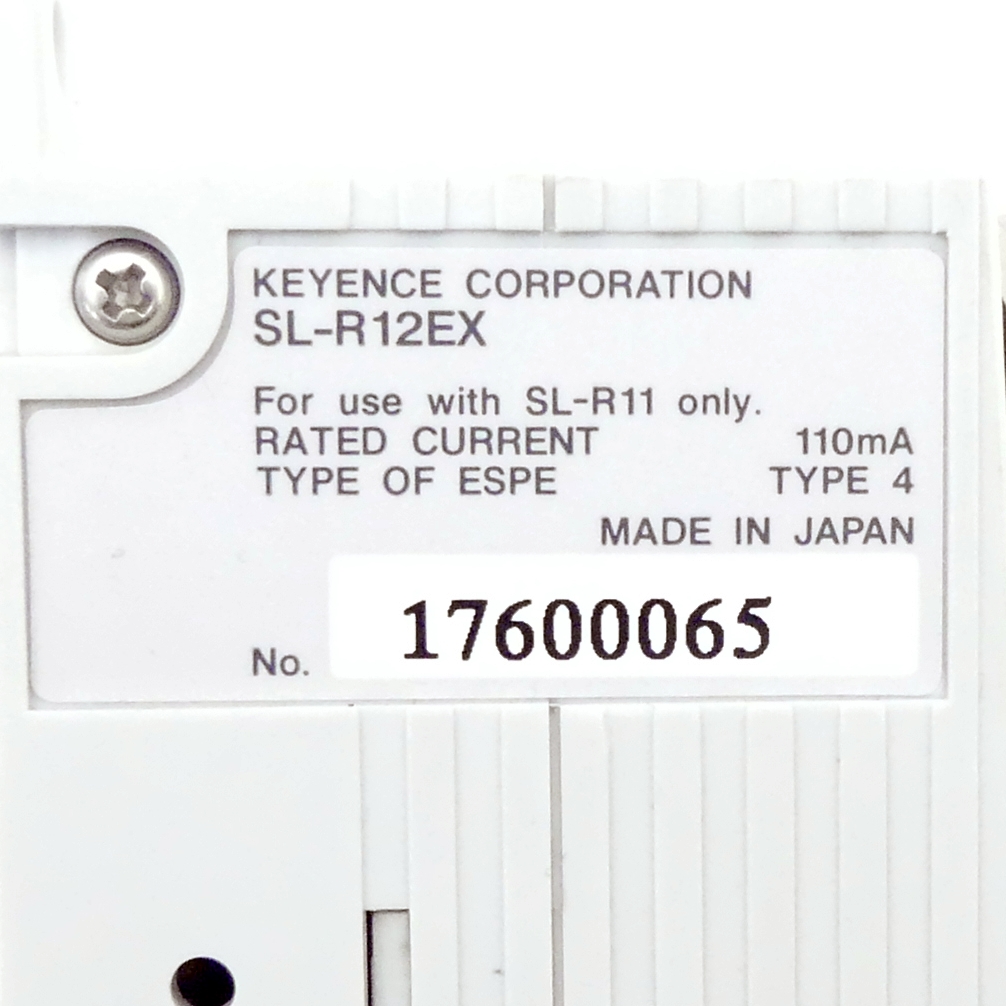 KEYENCE CORPORATION
SL-R12EX
For use with SL-R11 only.
RATED CURRENT 110mA
TYPE OF ESPE TYPE 4
MADE IN JAPAN
No. 17600065